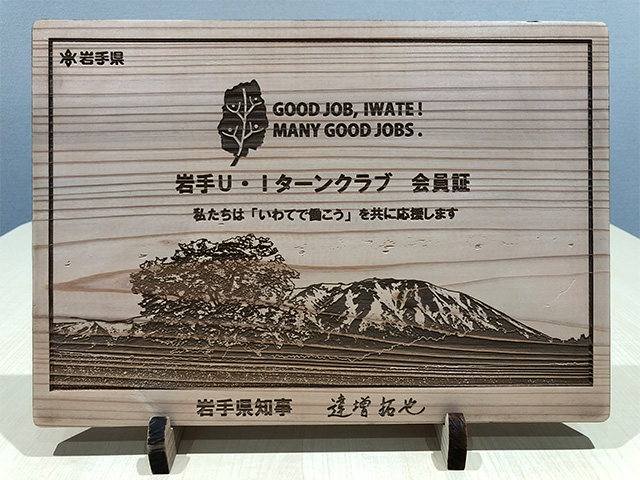 岩手県
GOOD JOB, IWATE!
MANY GOOD JOBS.
岩手U・Iターンクラブ 会員証
私たちは「いわてで働こう」を共に応援します
岩手県知事 達増拓也